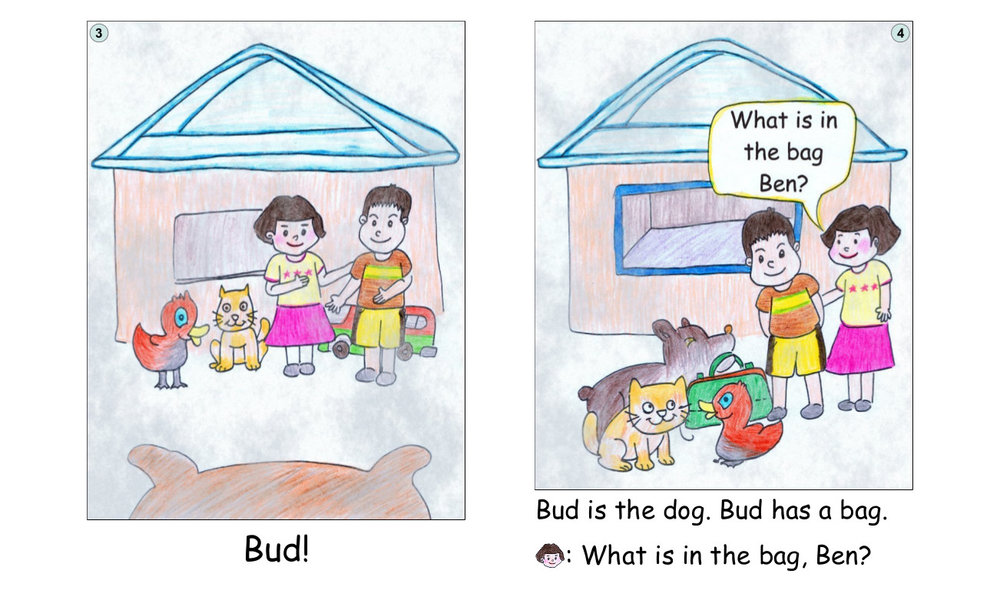 3
Bud!
4
What is in
the bag
Ben?
Bud is the dog. Bud has a bag.
: What is in the bag, Ben?